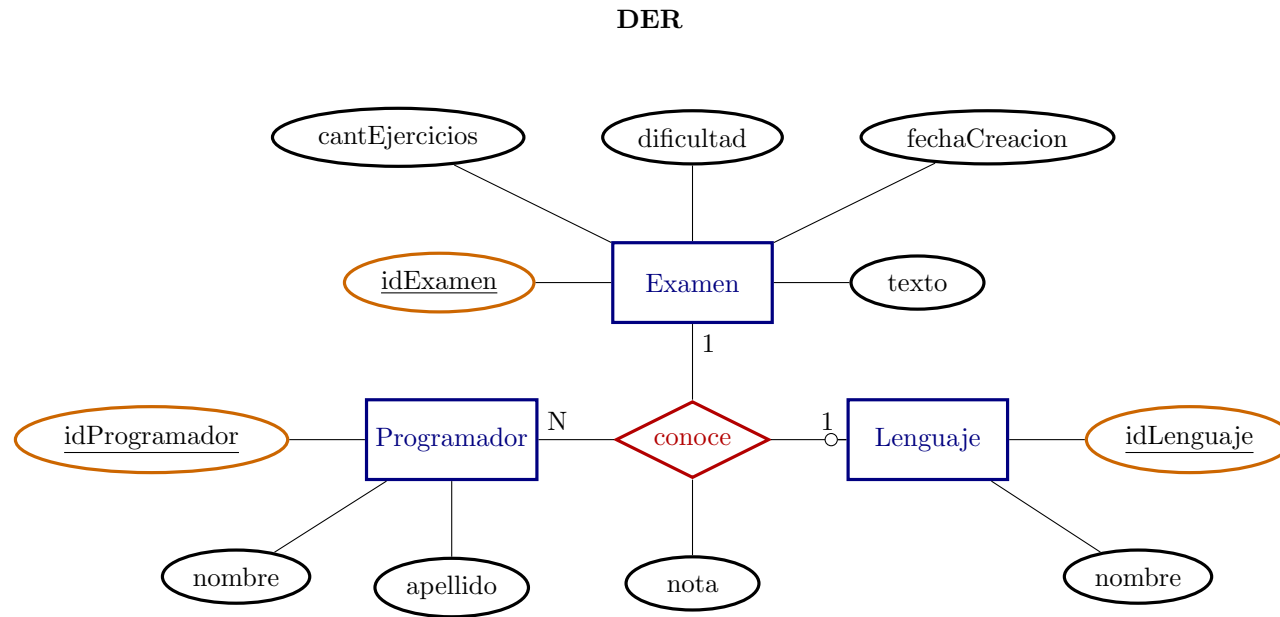 DER
cantEjercicios
dificultad
fechaCreacion
idExamen
Examen
texto
1
idProgramador
Programador
N
conoce
1
Lenguaje
idLenguaje
nombre
apellido
nota
nombre